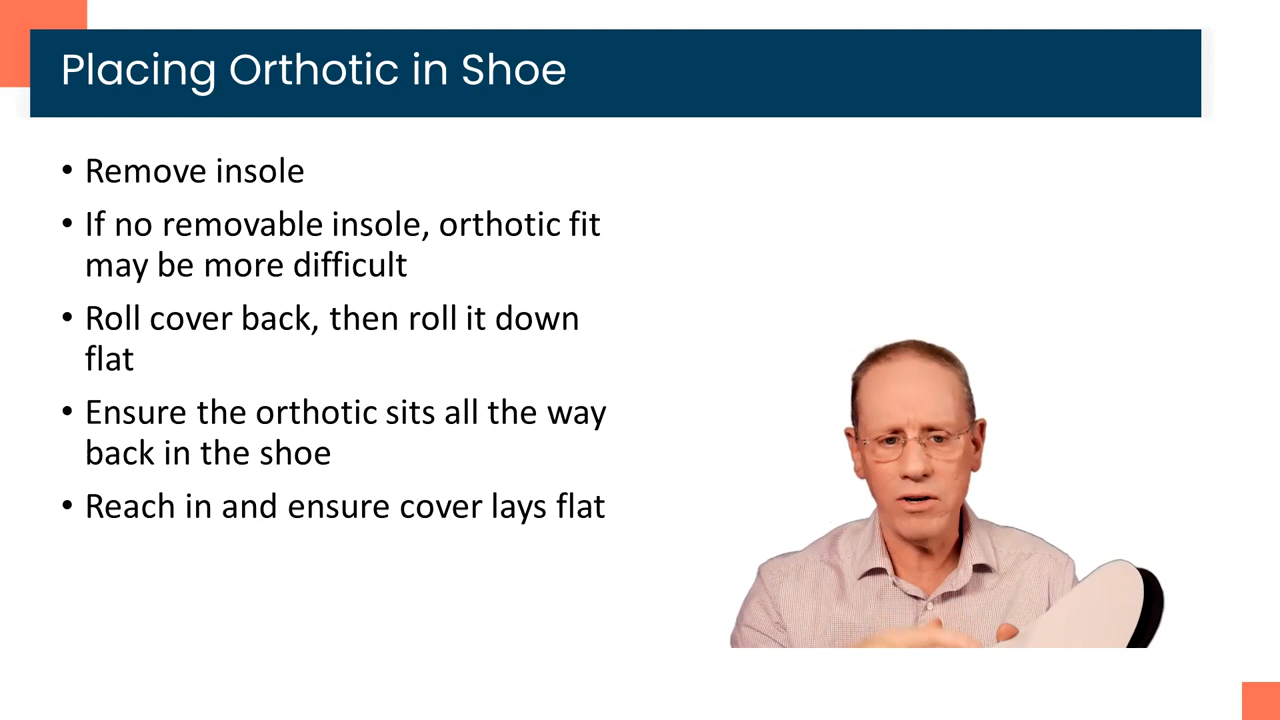 Placing Orthotic in Shoe
• Remove insole
• If no removable insole, orthotic fit
may be more difficult
• Roll cover back, then roll it down
flat
• Ensure the orthotic sits all the way
back in the shoe
• Reach in and ensure cover lays flat